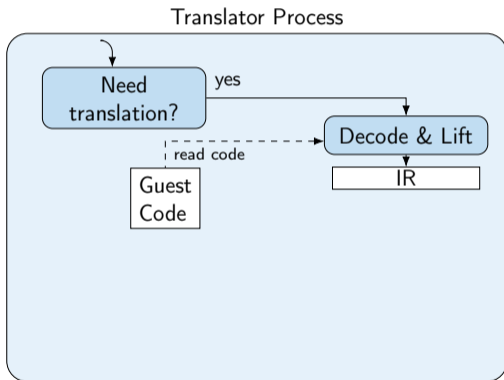 Translator Process
Need
translation?
yes
Decode & Lift
read code
IR
Guest
Code